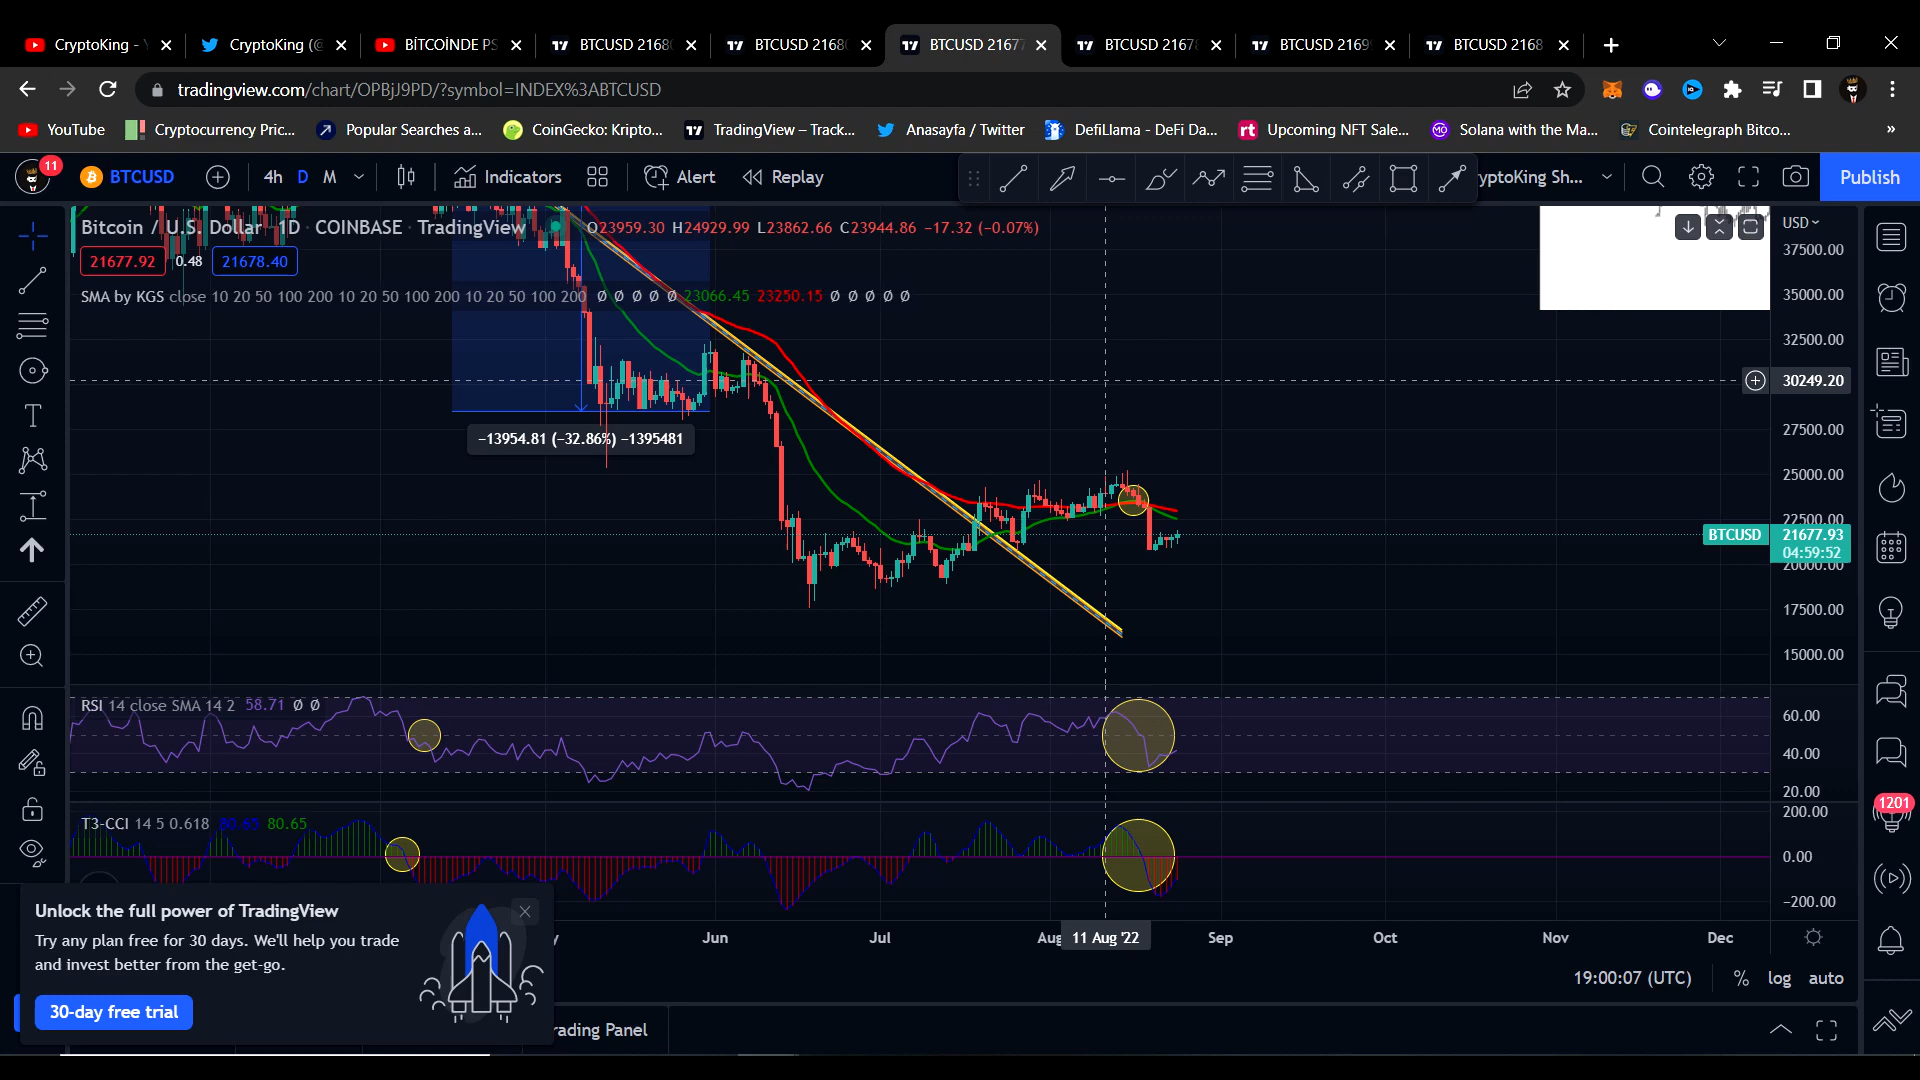 CryptoKing -
CryptoKing (@
BİTCOİNDE PS
BTCUSD 2168
BTCUSD 2168
BTCUSD 2167
BTCUSD 2167
BTCUSD 2169
BTCUSD 2168
tradingview.com/chart/OPBjJ9PD/?symbol=INDEX%3ABTCUSD
YouTube
Cryptocurrency Pric...
Popular Searches a...
CoinGecko: Kripto...
TradingView – Track...
Anasayfa / Twitter
DefiLlama - DeFi Da...
Upcoming NFT Sale...
Solana with the Ma...
Cointelegraph Bitco...
»
11
BTCUSD
4h D M
Indicators
Alert
Replay
yptoKing Sh...
Publish
Bitcoin / U.S. Dollar · 1D · COINBASE · TradingView
O23959.30 H24929.99 L23862.66 C23944.86 −17.32 (−0.07%)
USD
21677.92 0.48 21678.40
SMA by KGS close 10 20 50 100 200 10 20 50 100 200 10 20 50 100 200 Ø Ø Ø Ø Ø 23066.45 23250.15 Ø Ø Ø Ø Ø
37500.00
35000.00
32500.00
30249.20
27500.00
25000.00
22500.00
BTCUSD 21677.93
04:59:52
20000.00
17500.00
15000.00
−13954.81 (−32.86%) −1395481
RSI 14 close SMA 14 2 58.71 Ø Ø
60.00
40.00
20.00
T3-CCI 14 5 0.618 80.65 80.65
200.00
0.00
−200.00
Jun
Jul
Aug
11 Aug '22
Sep
Oct
Nov
Dec
1201
Unlock the full power of TradingView
Try any plan free for 30 days. We'll help you trade
and invest better from the get-go.
30-day free trial
19:00:07 (UTC)
%
log
auto
rading Panel